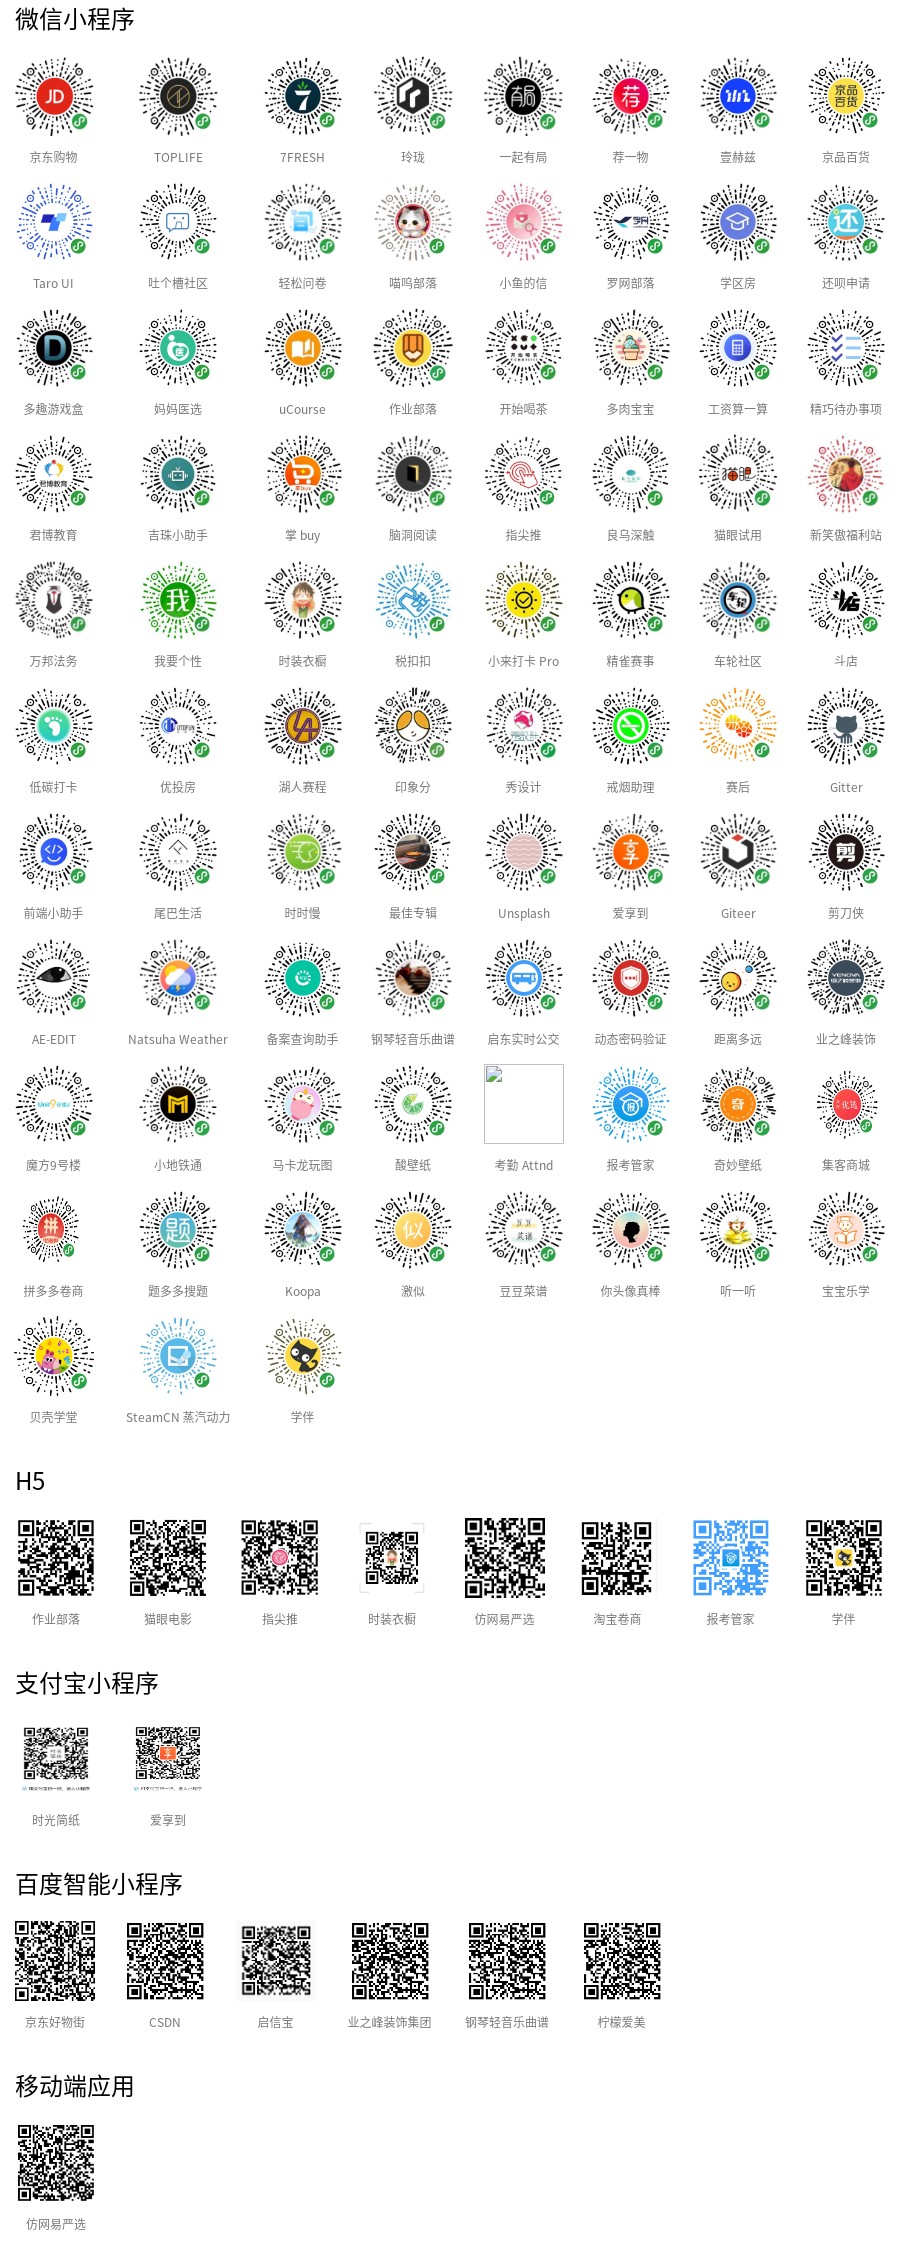 微信小程序
京东购物 TOPLIFE 7FRESH 玲珑 一起有局 荐一物 壹赫兹 京品百货
Taro UI 吐个槽社区 轻松问卷 喵呜部落 小鱼的信 罗网部落 学区房 还呗申请
多趣游戏盒 妈妈医选 uCourse 作业部落 开始喝茶 多肉宝宝 工资算一算 精巧待办事项
君博教育 吉珠小助手 掌 buy 脑洞阅读 指尖推 良鸟深触 猫眼试用 新笑傲福利站
万邦法务 我要个性 时装衣橱 税扣扣 小来打卡 Pro 精雀赛事 车轮社区 斗店
低碳打卡 优投房 湖人赛程 印象分 秀设计 戒烟助理 赛后 Gitter
前端小助手 尾巴生活 时时慢 最佳专辑 Unsplash 爱享到 Giteer 剪刀侠
AE-EDIT Natsuha Weather 备案查询助手 钢琴轻音乐曲谱 启东实时公交 动态密码验证 距离多远 业之峰装饰
魔方9号楼 小地铁通 马卡龙玩图 酸壁纸 考勤 Attnd 报考管家 奇妙壁纸 集客商城
拼多多卷商 题多多搜题 Koopa 激似 豆豆菜谱 你头像真棒 听一听 宝宝乐学
贝壳学堂 SteamCN 蒸汽动力 学伴
H5
作业部落 猫眼电影 指尖推 时装衣橱 仿网易严选 淘宝卷商 报考管家 学伴
支付宝小程序
时光简纸 爱享到
百度智能小程序
京东好物街 CSDN 启信宝 业之峰装饰集团 钢琴轻音乐曲谱 柠檬爱美
移动端应用
仿网易严选